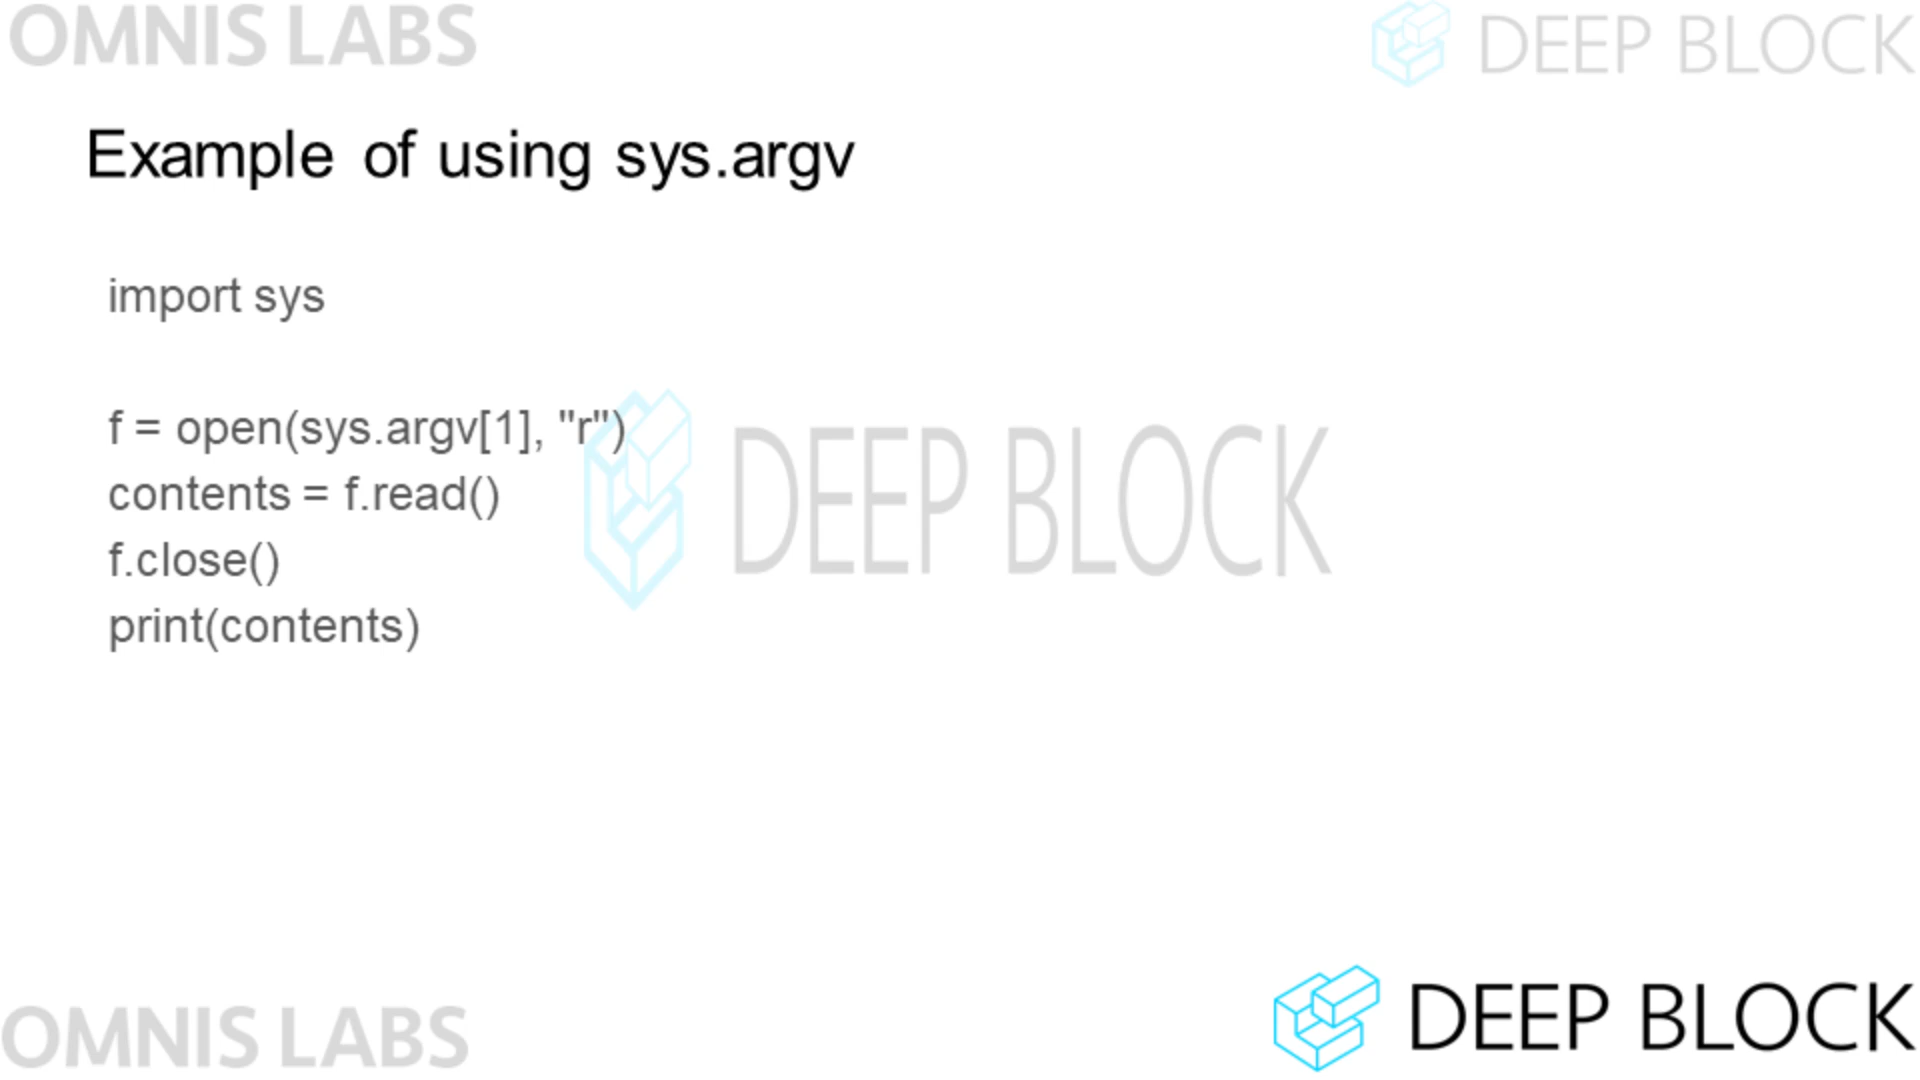 OMNIS LABS
DEEP BLOCK
Example of using sys.argv
import sys
f = open(sys.argv[1], "r")
contents = f.read()
f.close()
print(contents)
DEEP BLOCK
OMNIS LABS
DEEP BLOCK